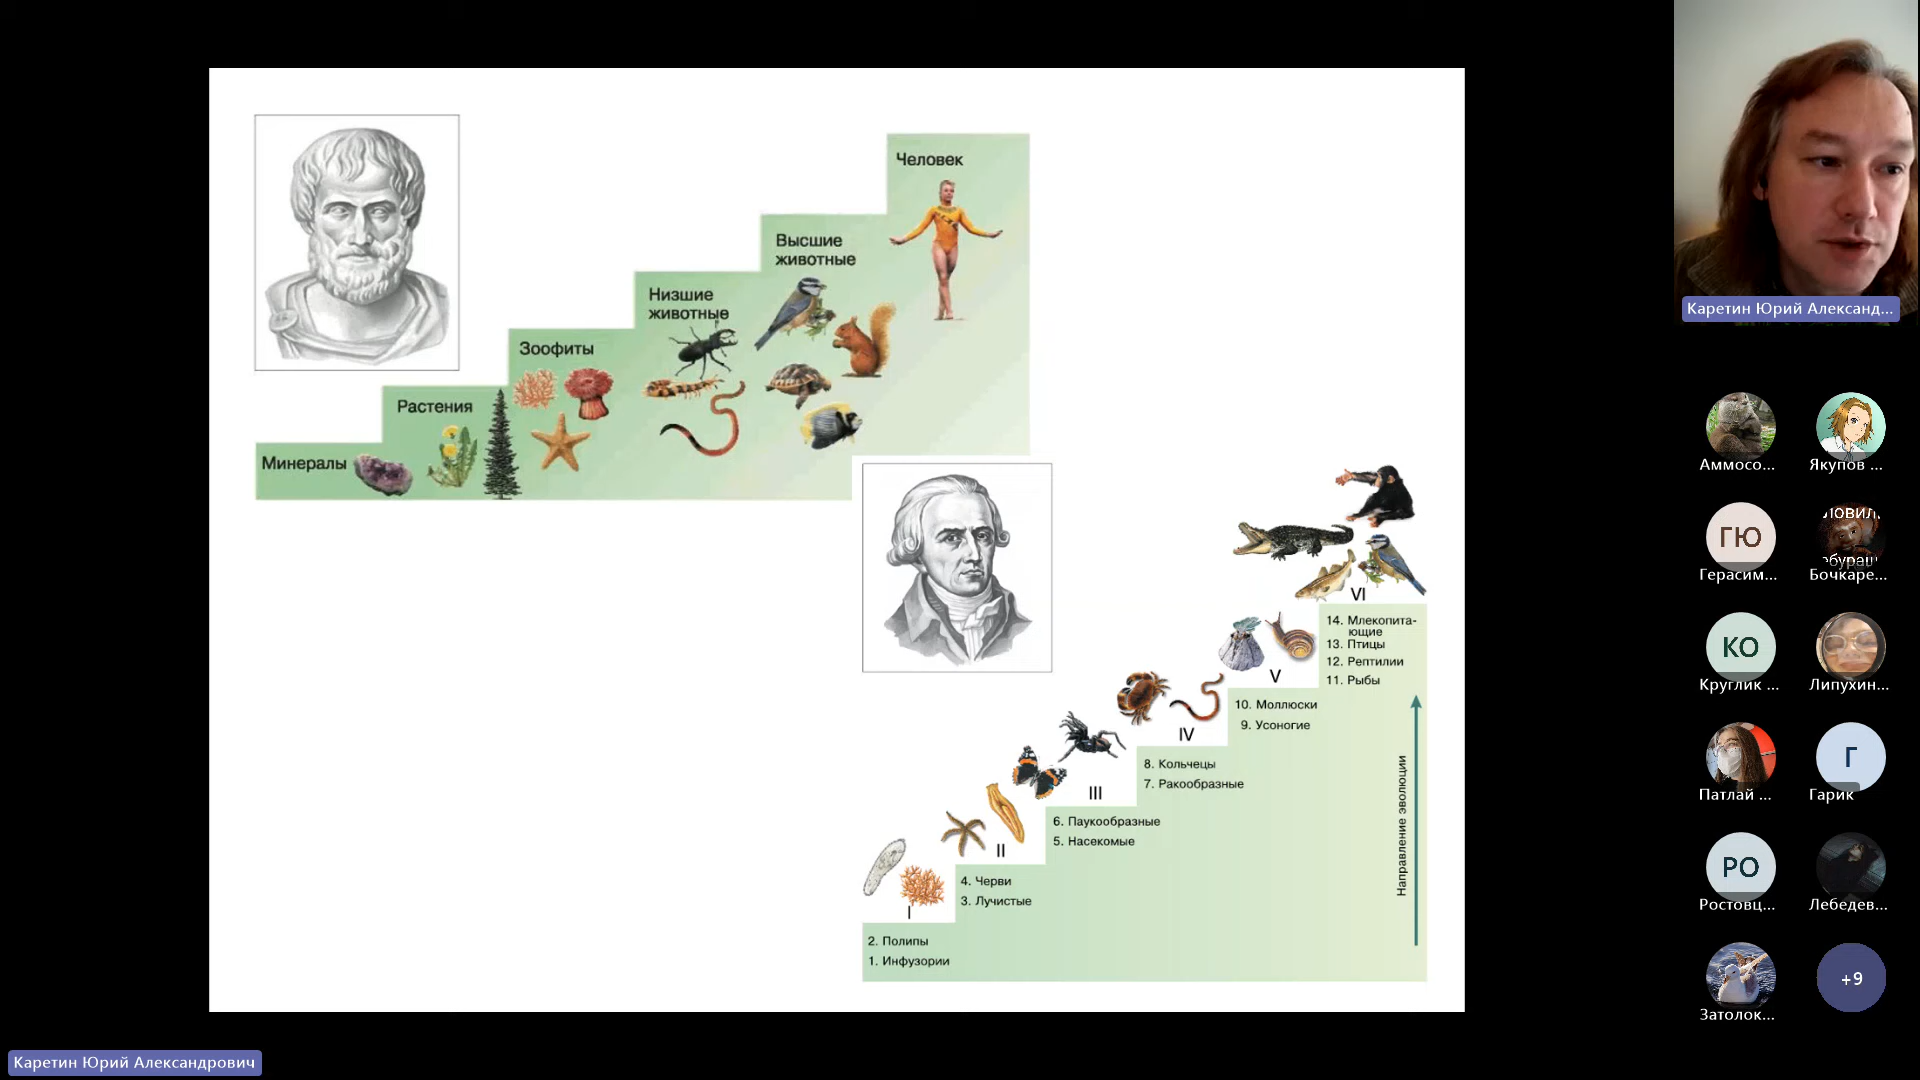 Человек
Высшие
животные
Низшие
животные
Зоофиты
Растения
Минералы
VI
14. Млекопита-
ющие
13. Птицы
12. Рептилии
11. Рыбы
V
10. Моллюски
9. Усоногие
IV
8. Кольчецы
7. Ракообразные
III
6. Паукообразные
5. Насекомые
II
4. Черви
3. Лучистые
I
2. Полипы
1. Инфузории
Направление эволюции
Каретин Юрий Александ...
Аммосо...
Якупов ...
ГЮ
Герасим...
Бочкаре...
КО
Круглик ...
Липухин...
Патлай ...
Г
Гарик
РО
Ростовц...
Лебедев...
Затолок...
+9
Каретин Юрий Александрович